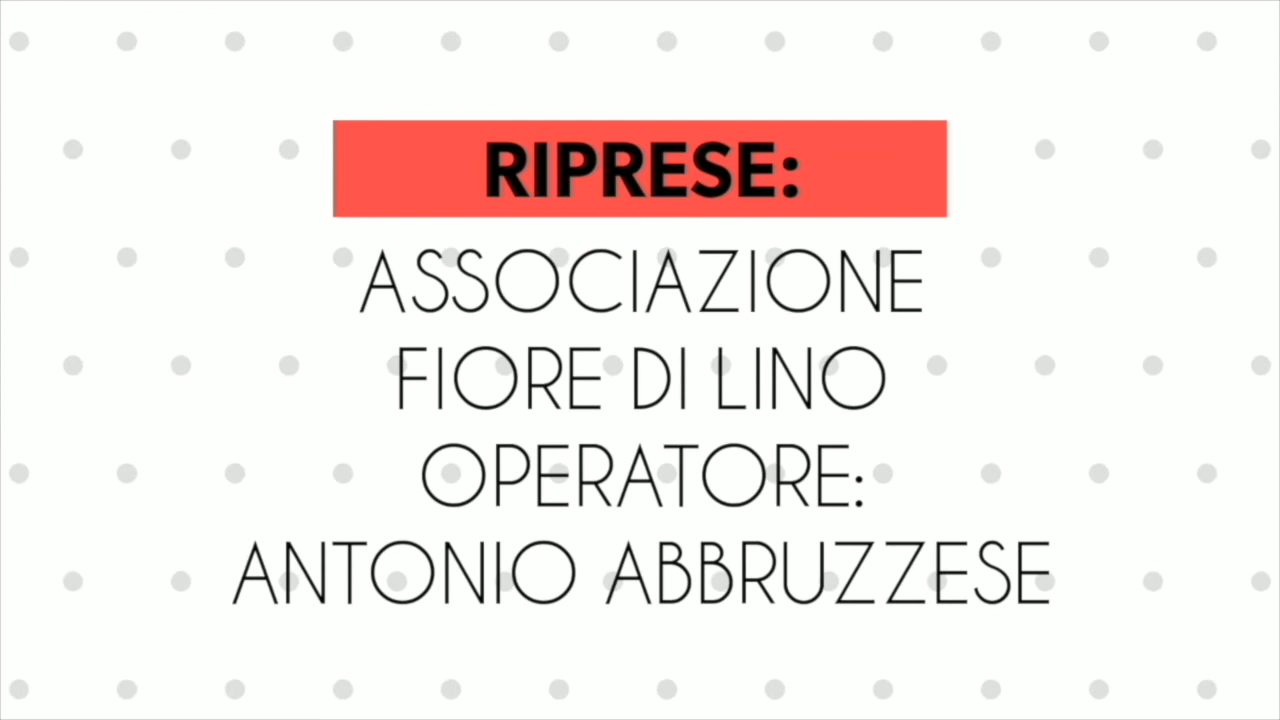 RIPRESE:
ASSOCIAZIONE
FIORE DI LINO
OPERATORE:
ANTONIO ABBRUZZESE